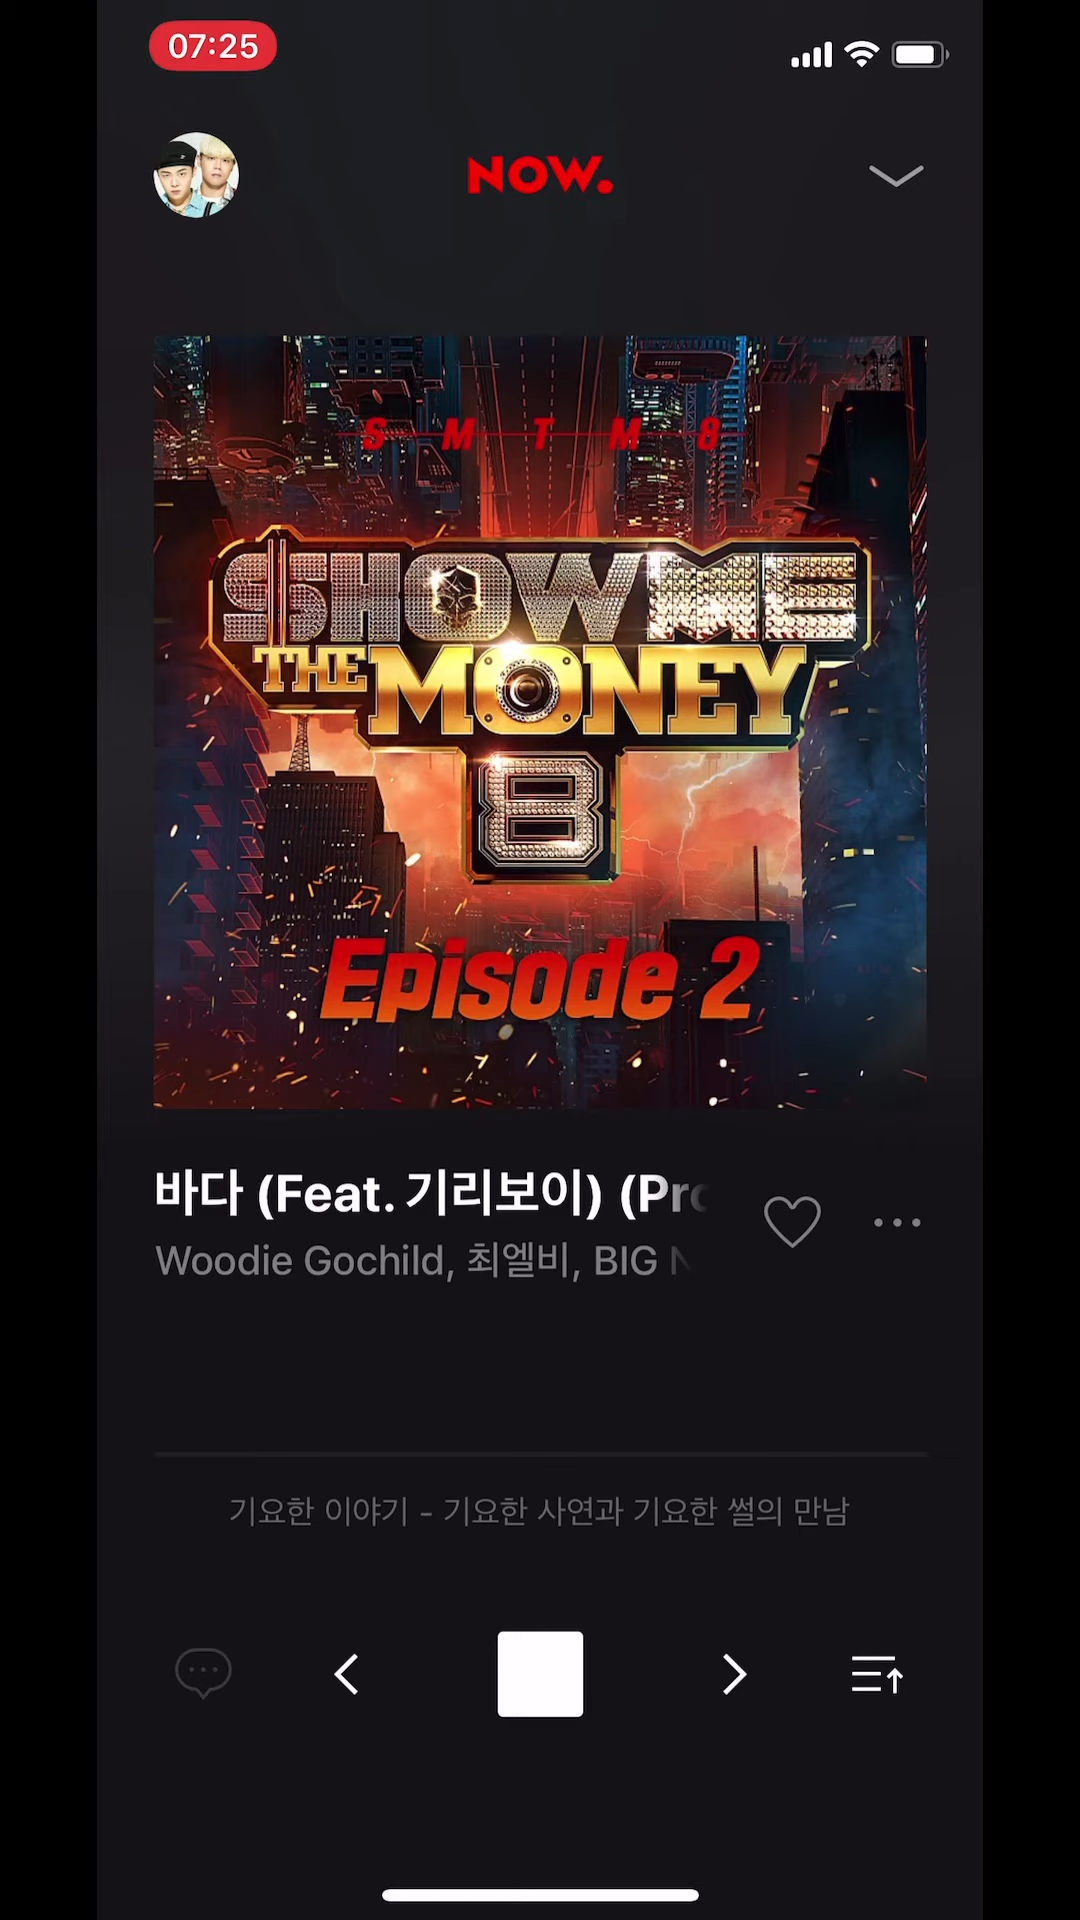 07:25
NOW.
SMTM8
SHOW ME
THE MONEY
8
Episode 2
바다 (Feat. 기리보이) (Pro
Woodie Gochild, 최엘비, BIG N
기요한 이야기 - 기요한 사연과 기요한 썰의 만남